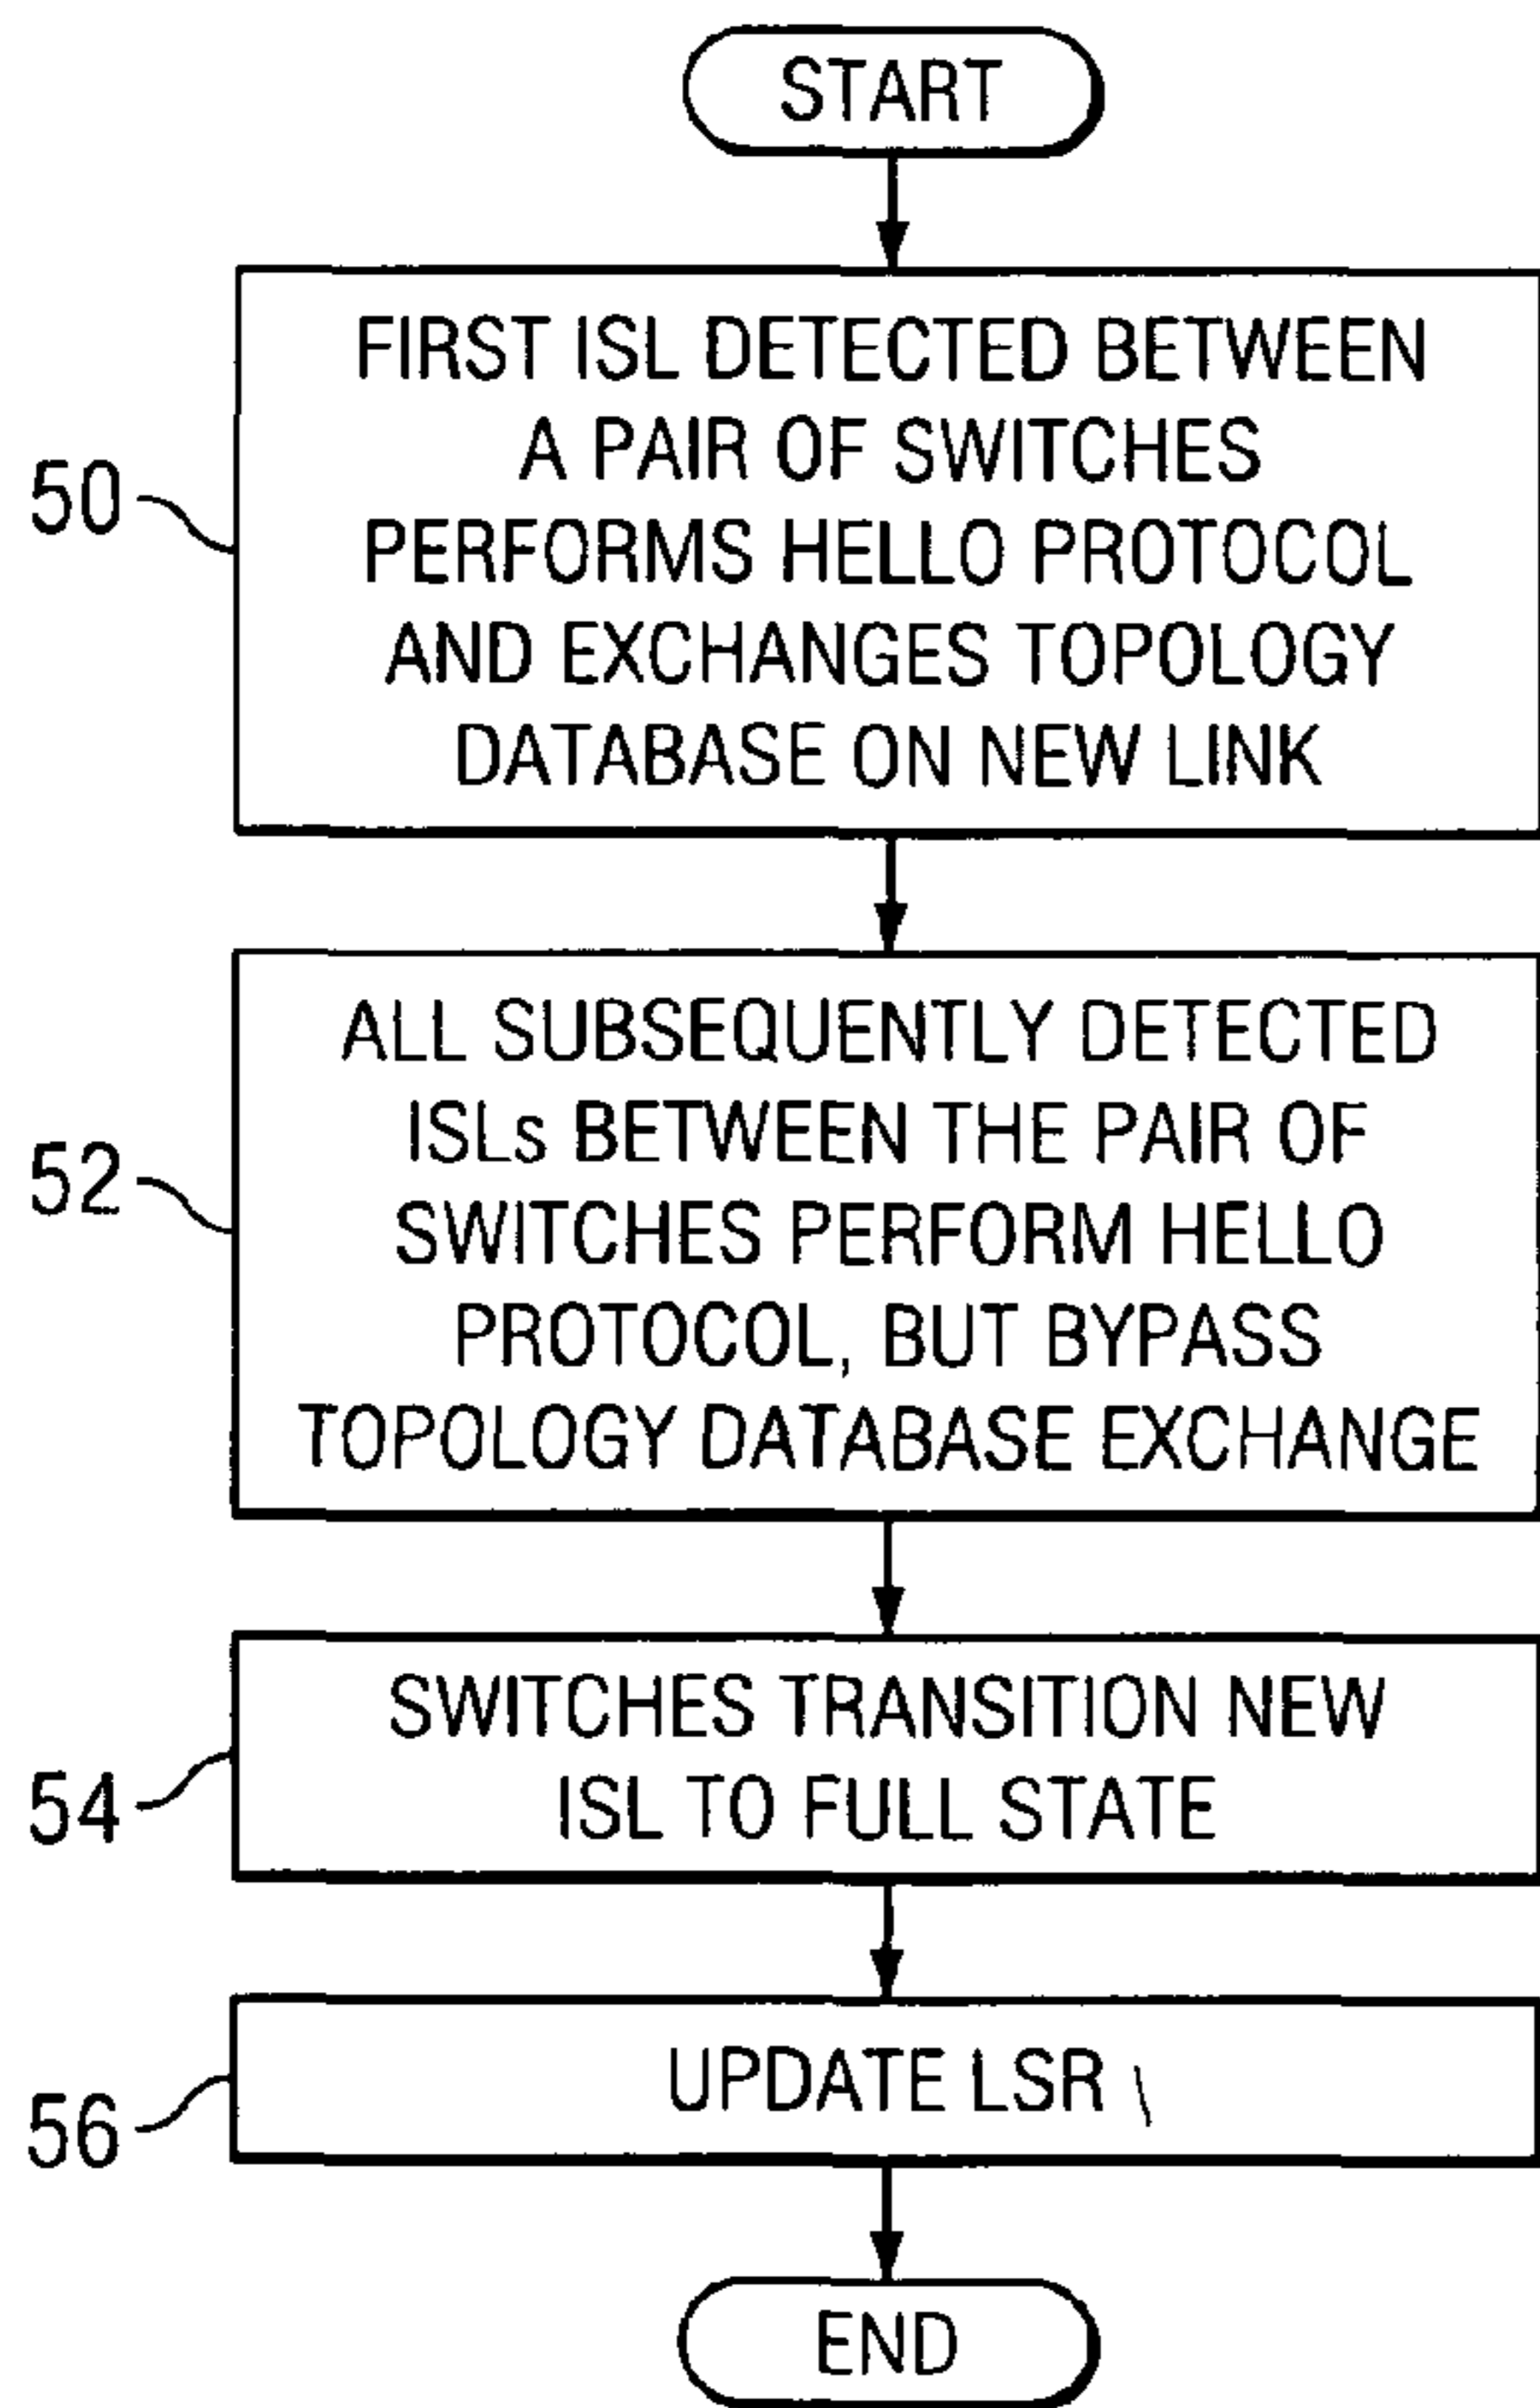 START
FIRST ISL DETECTED BETWEEN
A PAIR OF SWITCHES
PERFORMS HELLO PROTOCOL
AND EXCHANGES TOPOLOGY
DATABASE ON NEW LINK
50
ALL SUBSEQUENTLY DETECTED
ISLs BETWEEN THE PAIR OF
SWITCHES PERFORM HELLO
PROTOCOL, BUT BYPASS
TOPOLOGY DATABASE EXCHANGE
52
SWITCHES TRANSITION NEW
ISL TO FULL STATE
54
UPDATE LSR \
56
END